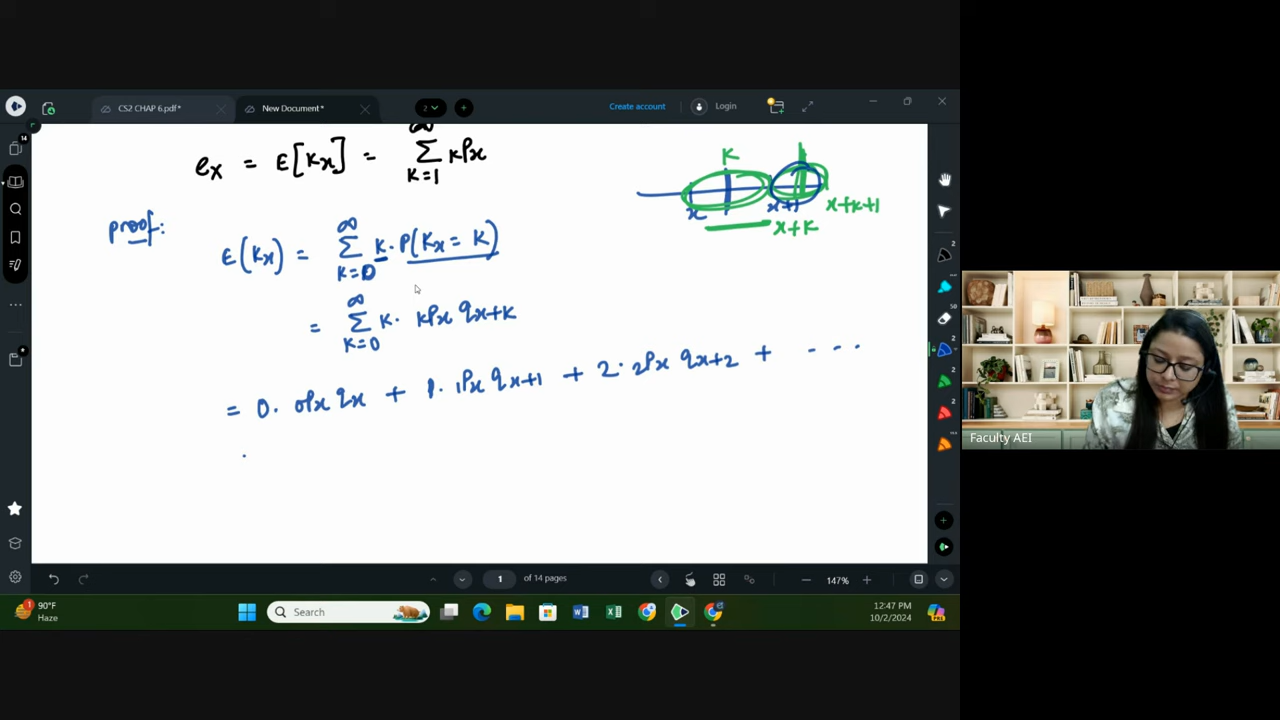 CS2 CHAP 6.pdf*
New Document*
2
Create account
Login
14
∞
eₓ = E[Kₓ] = Σ ₖPₓ
K=1
K
x
x+1
x+k+1
x+K
proof:
∞
E(Kₓ) = Σ K · P(Kₓ = K)
K=0
∞
= Σ K · ₖPₓ qₓ₊ₖ
K=0
= 0 · ₀Pₓ qₓ + 1 · ₁Pₓ qₓ₊₁ + 2 · ₂Pₓ qₓ₊₂ + - - - -
Faculty AEI
1 of 14 pages
147%
90°F
Haze
Search
12:47 PM
10/2/2024